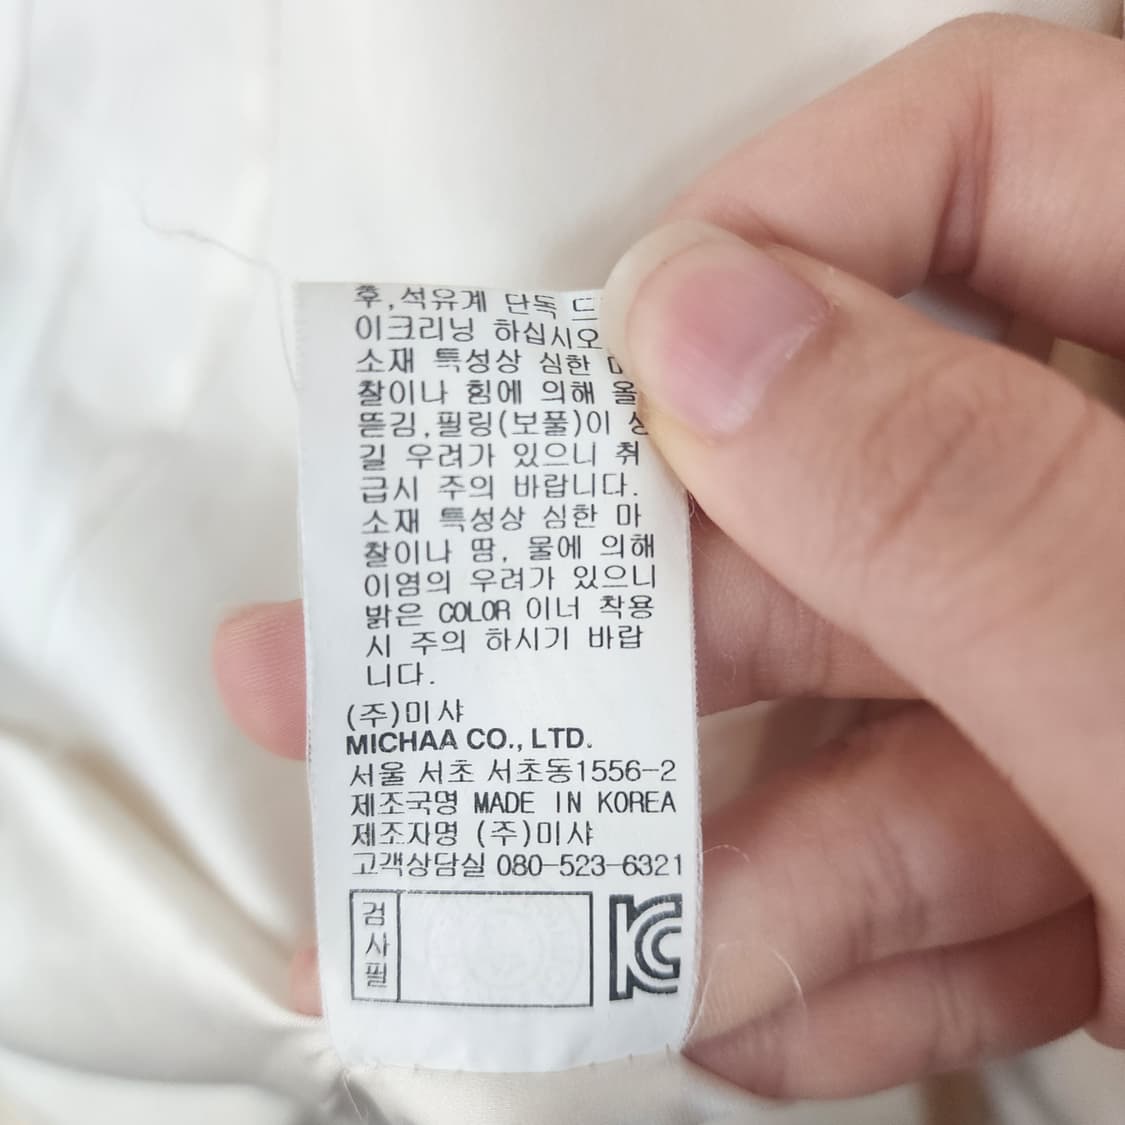 후,석유계 단독 드
이크리닝 하십시오
소재 특성상 심한
찰이나 힘에 의해 올
뜯김,필링(보풀)이
길 우려가 있으니 취
급시 주의 바랍니다.
소재 특성상 심한 마
찰이나 땀, 물에 의해
이염의 우려가 있으니
밝은 COLOR 이너 착용
시 주의 하시기 바랍
니다.
(주)미샤
MICHAA CO., LTD.
서울 서초 서초동1556-2
제조국명 MADE IN KOREA
제조자명 (주)미샤
고객상담실 080-523-6321
검사필
KC